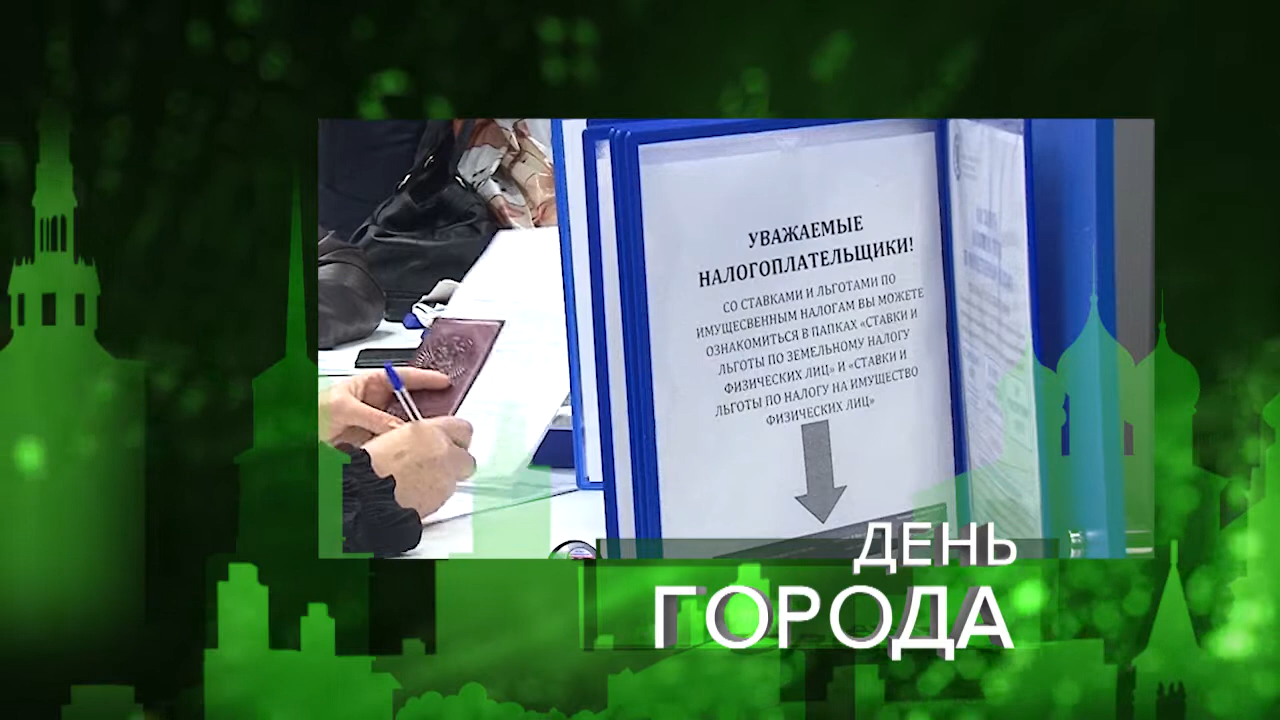 УВАЖАЕМЫЕ
НАЛОГОПЛАТЕЛЬЩИКИ!
СО СТАВКАМИ И ЛЬГОТАМИ ПО
ИМУЩЕСВЕННЫМ НАЛОГАМ ВЫ МОЖЕТЕ
ОЗНАКОМИТЬСЯ В ПАПКАХ «СТАВКИ И
ЛЬГОТЫ ПО ЗЕМЕЛЬНОМУ НАЛОГУ
ФИЗИЧЕСКИХ ЛИЦ» И «СТАВКИ И
ЛЬГОТЫ ПО НАЛОГУ НА ИМУЩЕСТВО
ФИЗИЧЕСКИХ ЛИЦ»
ДЕНЬ
ГОРОДА